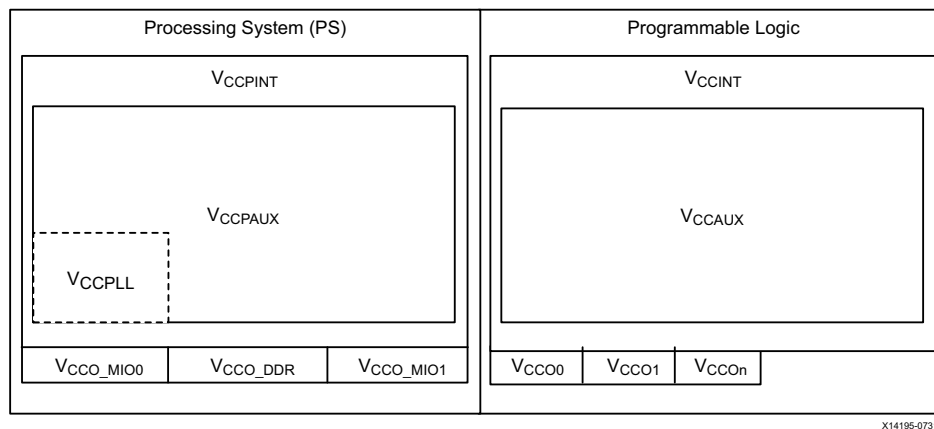 Processing System (PS)
Programmable Logic
VCCPINT
VCCINT
VCCPAUX
VCCAUX
VCCPLL
VCCO_MIO0
VCCO_DDR
VCCO_MIO1
VCCO0
VCCO1
VCCOn
X14195-073